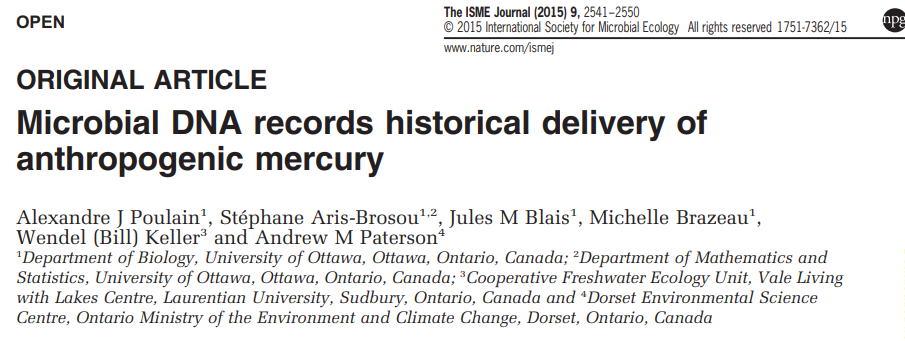 OPEN
The ISME Journal (2015) 9, 2541–2550
© 2015 International Society for Microbial Ecology All rights reserved 1751-7362/15
npg
www.nature.com/ismej
ORIGINAL ARTICLE
Microbial DNA records historical delivery of
anthropogenic mercury
Alexandre J Poulain¹, Stéphane Aris-Brosou¹,², Jules M Blais¹, Michelle Brazeau¹,
Wendel (Bill) Keller³ and Andrew M Paterson⁴
¹Department of Biology, University of Ottawa, Ottawa, Ontario, Canada; ²Department of Mathematics and
Statistics, University of Ottawa, Ottawa, Ontario, Canada; ³Cooperative Freshwater Ecology Unit, Vale Living
with Lakes Centre, Laurentian University, Sudbury, Ontario, Canada and ⁴Dorset Environmental Science
Centre, Ontario Ministry of the Environment and Climate Change, Dorset, Ontario, Canada